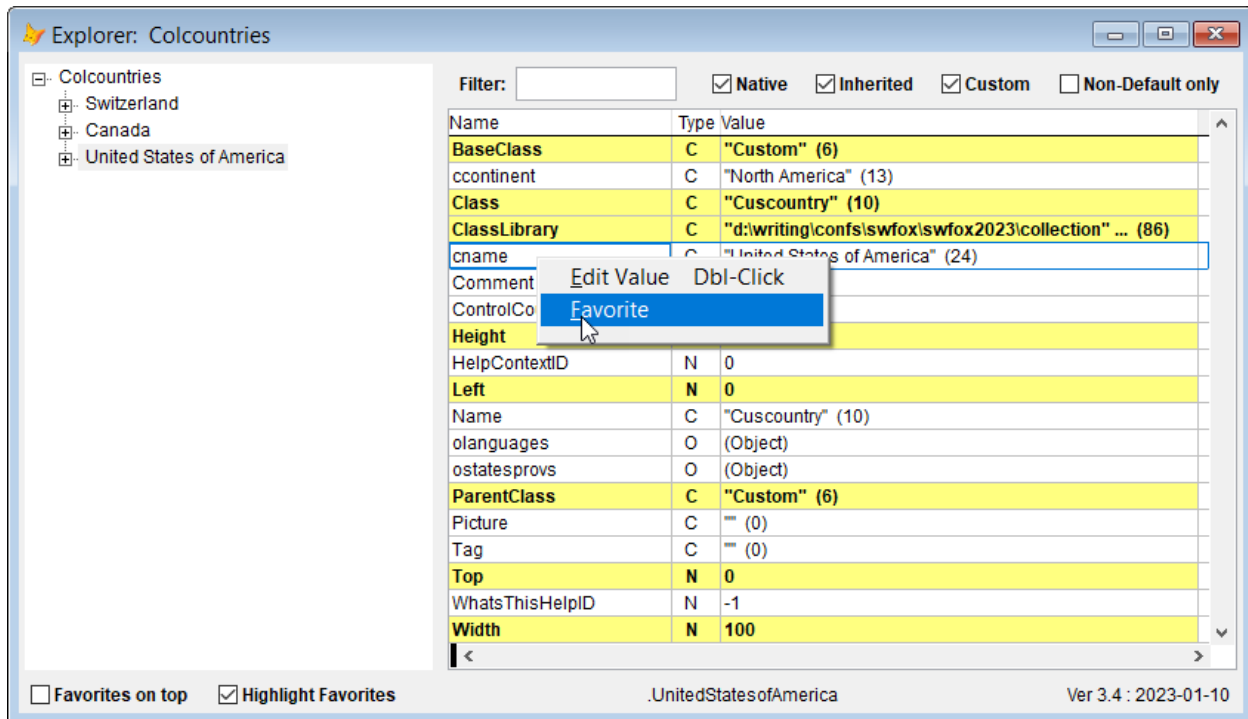 Explorer: Colcountries
Colcountries
Switzerland
Canada
United States of America
Filter: Native Inherited Custom Non-Default only
Name Type Value
BaseClass C "Custom" (6)
ccontinent C "North America" (13)
Class C "Cuscountry" (10)
ClassLibrary C "d:\writing\confs\swfox\swfox2023\collection" ... (86)
cname C "United States of America" (24)
Edit Value Dbl-Click
Favorite
Comment
ControlCo
Height
HelpContextID N 0
Left N 0
Name C "Cuscountry" (10)
olanguages O (Object)
ostatesprovs O (Object)
ParentClass C "Custom" (6)
Picture C "" (0)
Tag C "" (0)
Top N 0
WhatsThisHelpID N -1
Width N 100
Favorites on top Highlight Favorites .UnitedStatesofAmerica Ver 3.4 : 2023-01-10